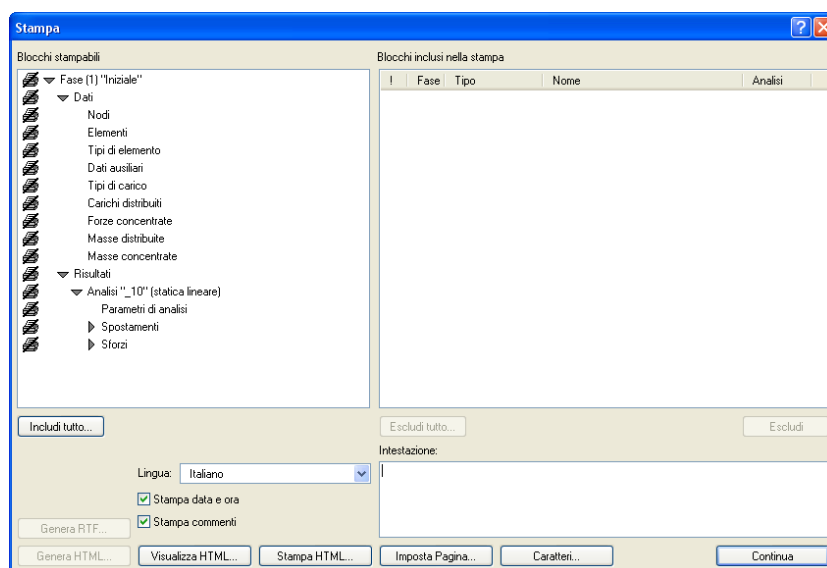 Stampa
Blocchi stampabili
Fase (1) "Iniziale"
Dati
Nodi
Elementi
Tipi di elemento
Dati ausiliari
Tipi di carico
Carichi distribuiti
Forze concentrate
Masse distribuite
Masse concentrate
Risultati
Analisi "_10" (statica lineare)
Parametri di analisi
Spostamenti
Sforzi
Includi tutto...
Blocchi inclusi nella stampa
! Fase Tipo Nome Analisi
Escludi tutto... Escludi
Intestazione:
Lingua: Italiano
Stampa data e ora
Stampa commenti
Genera RTF...
Genera HTML... Visualizza HTML... Stampa HTML... Imposta Pagina... Caratteri... Continua